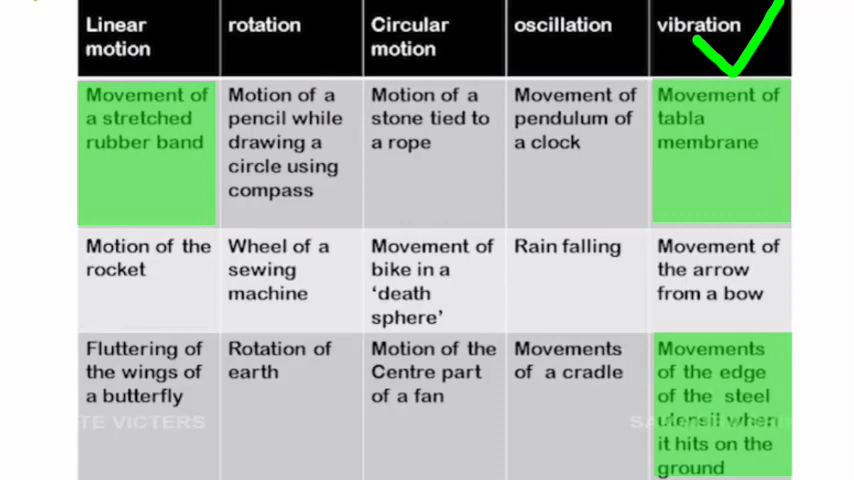 Linear
motion
rotation
Circular
motion
oscillation
vibration
Movement of
a stretched
rubber band
Motion of a
pencil while
drawing a
circle using
compass
Motion of a
stone tied to
a rope
Movement of
pendulum of
a clock
Movement of
tabla
membrane
Motion of the
rocket
Wheel of a
sewing
machine
Movement of
bike in a
‘death
sphere’
Rain falling
Movement of
the arrow
from a bow
Fluttering of
the wings of
a butterfly
Rotation of
earth
Motion of the
Centre part
of a fan
Movements
of a cradle
Movements
of the edge
of the steel
utensil when
it hits on the
ground
VICTERS